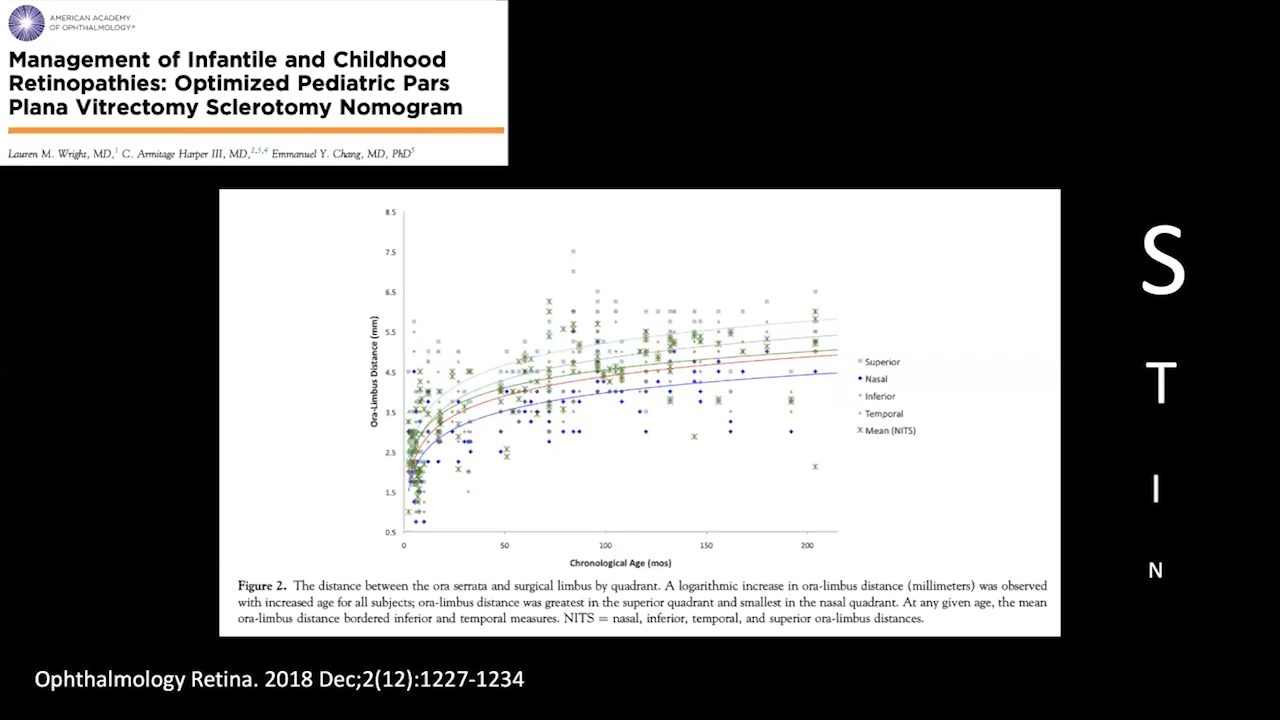 AMERICAN ACADEMY
OF OPHTHALMOLOGY®
Management of Infantile and Childhood
Retinopathies: Optimized Pediatric Pars
Plana Vitrectomy Sclerotomy Nomogram
Lauren M. Wright, MD,1 C. Armitage Harper III, MD,2,3,4 Emmanuel Y. Chang, MD, PhD5
8.5
7.5
6.5
5.5
4.5
3.5
2.5
1.5
0.5
Ora-Limbus Distance (mm)
0 50 100 150 200
Chronological Age (mos)
Superior
Nasal
Inferior
Temporal
Mean (NITS)
Figure 2. The distance between the ora serrata and surgical limbus by quadrant. A logarithmic increase in ora-limbus distance (millimeters) was observed
with increased age for all subjects; ora-limbus distance was greatest in the superior quadrant and smallest in the nasal quadrant. At any given age, the mean
ora-limbus distance bordered inferior and temporal measures. NITS = nasal, inferior, temporal, and superior ora-limbus distances.
S
T
I
N
Ophthalmology Retina. 2018 Dec;2(12):1227-1234